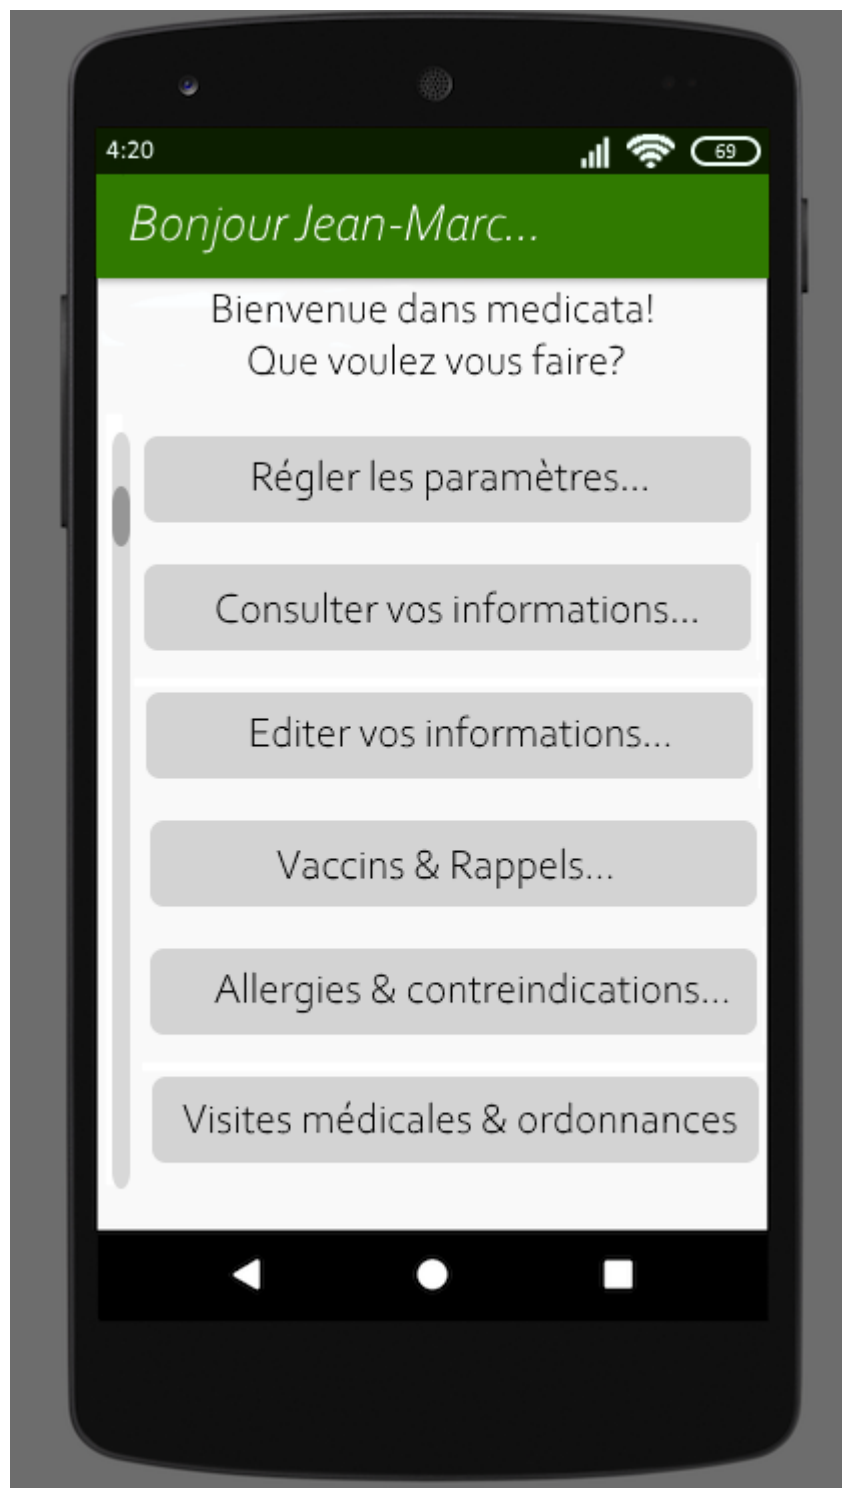 4:20
69
Bonjour Jean-Marc...
Bienvenue dans medicata!
Que voulez vous faire?
Régler les paramètres...
Consulter vos informations...
Editer vos informations...
Vaccins & Rappels...
Allergies & contreindications...
Visites médicales & ordonnances